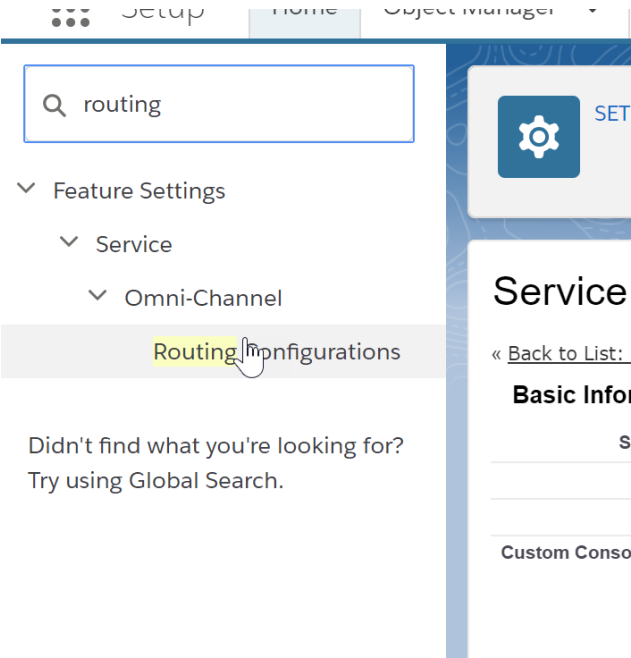 Setup Home Object Manager
routing
SET
Feature Settings
Service
Omni-Channel
Routing Configurations
Didn't find what you're looking for?
Try using Global Search.
Service
« Back to List:
Basic Infor
S
Custom Conso